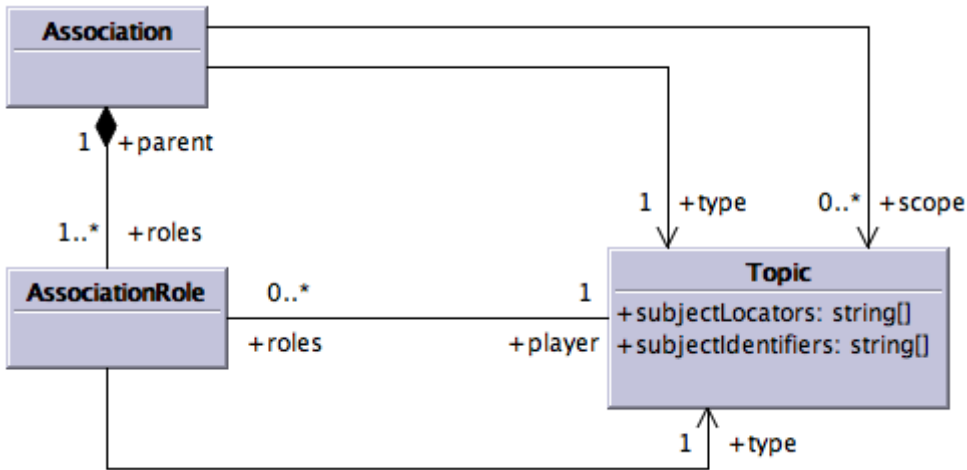 Association
1 +parent
1 +type
0..* +scope
1..* +roles
AssociationRole
0..*
1
Topic
+subjectLocators: string[]
+roles
+player
+subjectIdentifiers: string[]
1 +type